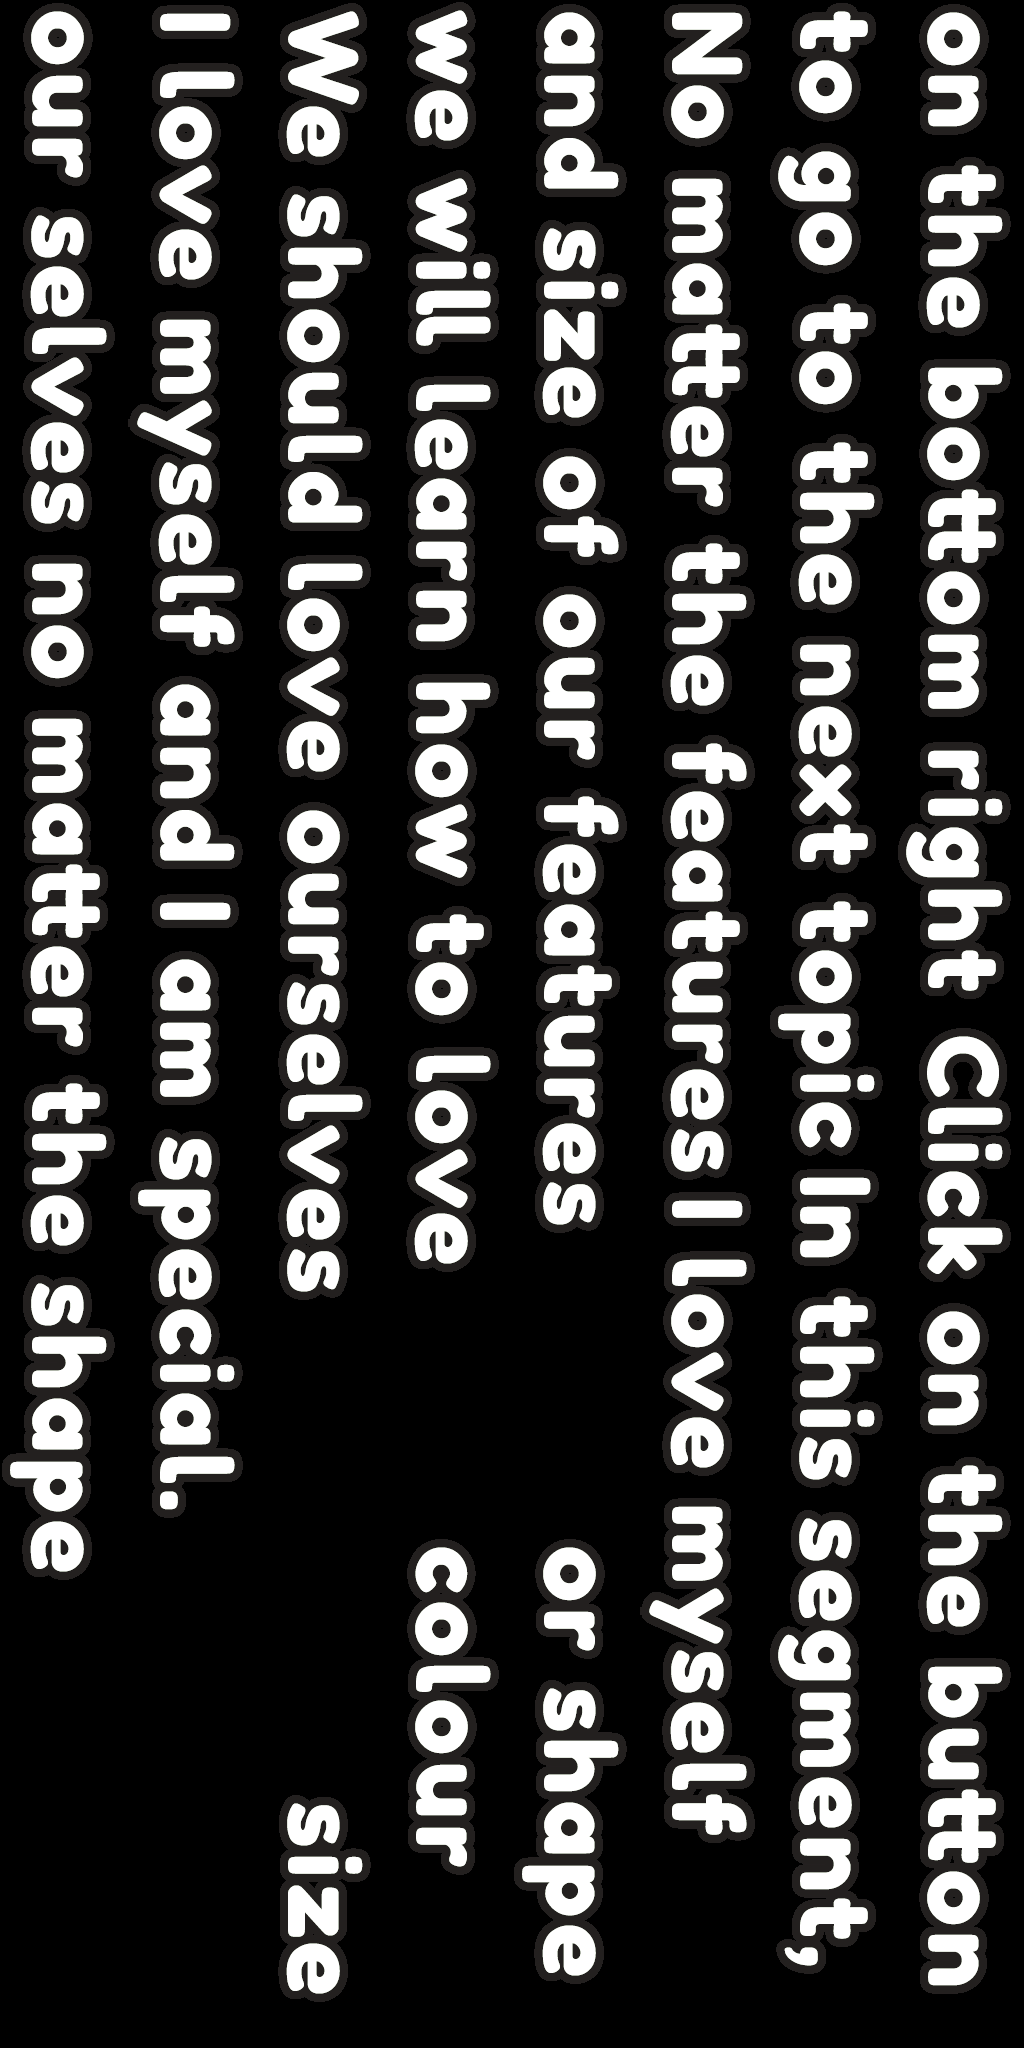 on the bottom right Click on the button
to go to the next topic In this segment,
No matter the features I love myself
and size of our features
or shape
we will learn how to love
colour
We should love ourselves
size
I love myself and I am special.
our selves no matter the shape